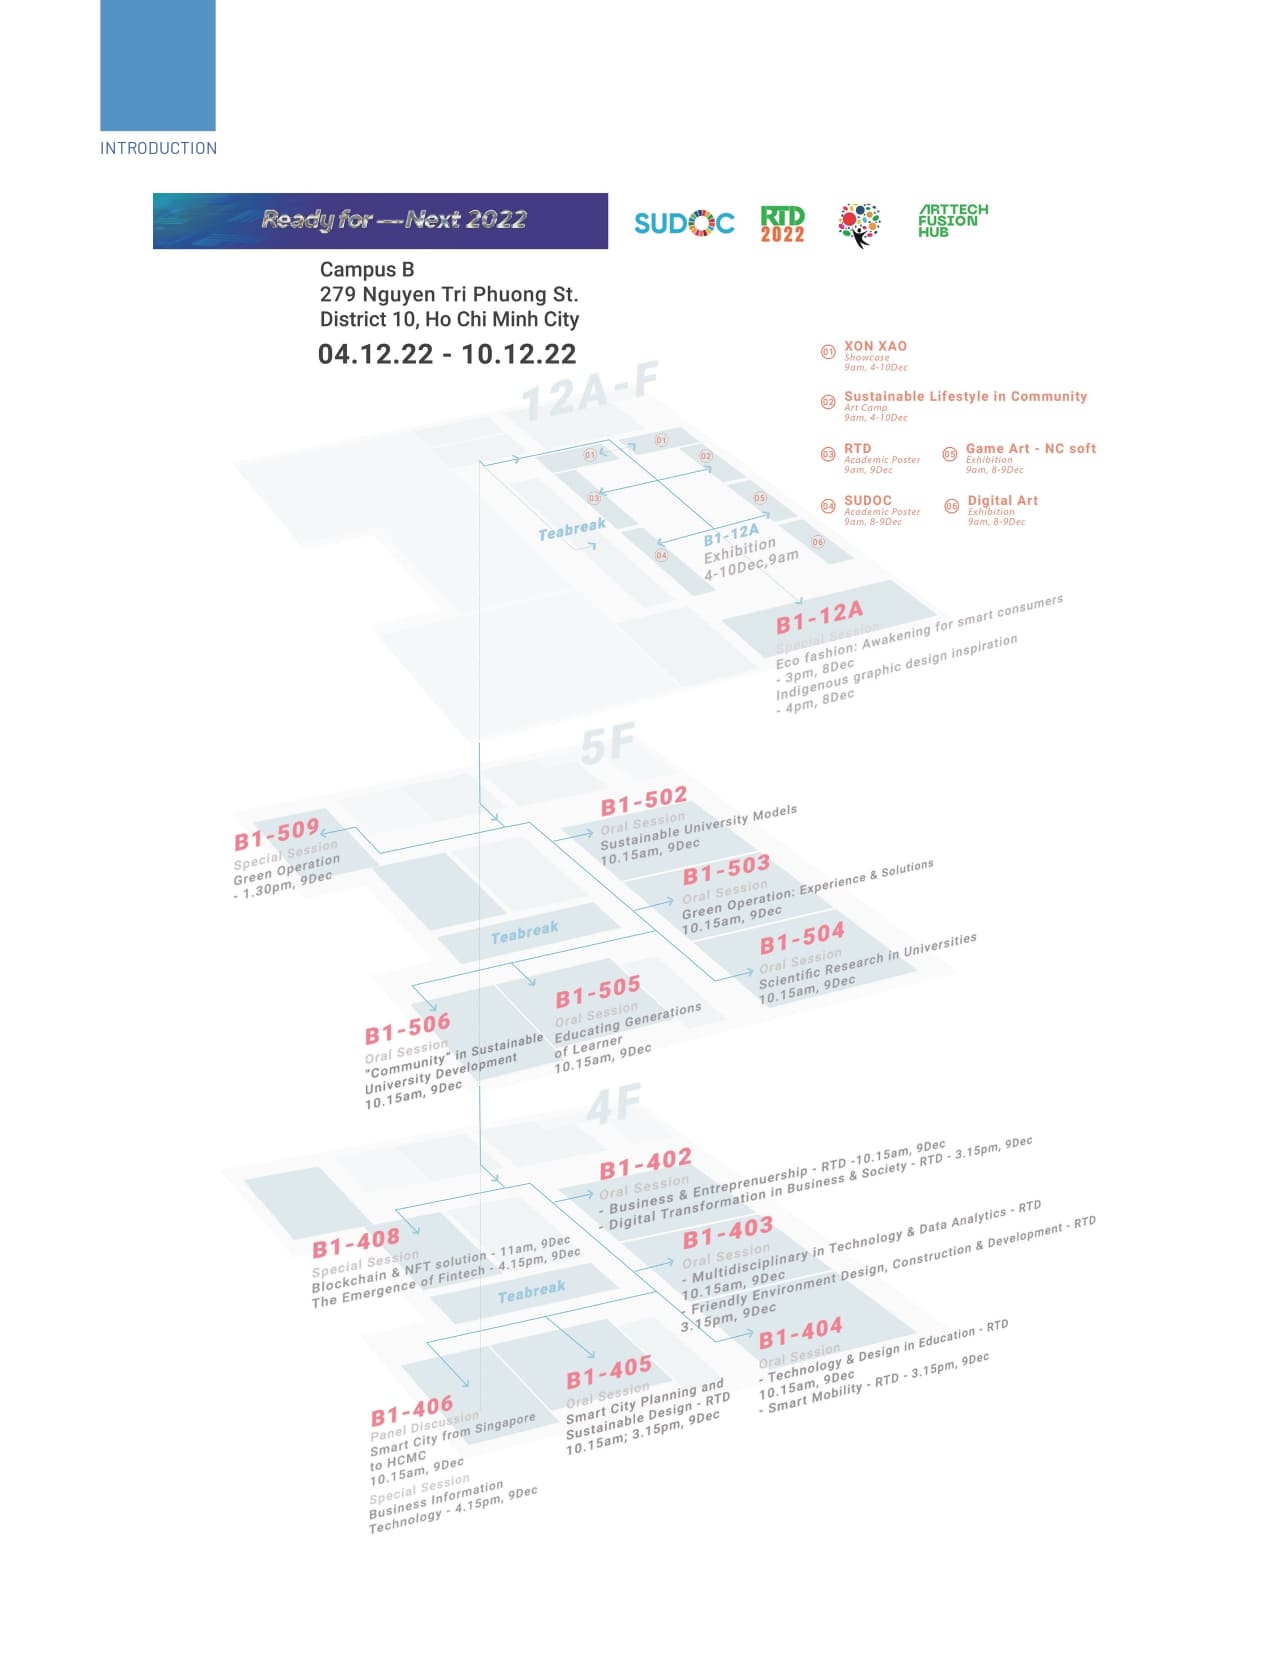 INTRODUCTION
Ready for — Next 2022
SUDOC
RTD
2022
ARTTECH
FUSION
HUB
Campus B
279 Nguyen Tri Phuong St.
District 10, Ho Chi Minh City
04.12.22 - 10.12.22
01 XON XAO
Showcase
9am, 4-10Dec
02 Sustainable Lifestyle in Community
Art Camp
9am, 4-10Dec
03 RTD
Academic Poster
9am, 9Dec
05 Game Art - NC soft
Exhibition
9am, 8-9Dec
04 SUDOC
Academic Poster
9am, 8-9Dec
06 Digital Art
Exhibition
9am, 8-9Dec
12A-F
01
01
02
03
05
04
06
Teabreak
B1-12A
Exhibition
4-10Dec,9am
B1-12A
Special Session
Eco fashion: Awakening for smart consumers
- 3pm, 8Dec
Indigenous graphic design inspiration
- 4pm, 8Dec
5F
B1-509
Special Session
Green Operation
- 1.30pm, 9Dec
B1-502
Oral Session
Sustainable University Models
10.15am, 9Dec
B1-503
Oral Session
Green Operation: Experience & Solutions
10.15am, 9Dec
B1-504
Oral Session
Scientific Research in Universities
10.15am, 9Dec
Teabreak
B1-505
Oral Session
Educating Generations
of Learner
10.15am, 9Dec
B1-506
Oral Session
"Community" in Sustainable
University Development
10.15am, 9Dec
4F
B1-402
Oral Session
- Business & Entreprenuership - RTD -10.15am, 9Dec
- Digital Transformation in Business & Society - RTD - 3.15pm, 9Dec
B1-403
Oral Session
- Multidisciplinary in Technology & Data Analytics - RTD
10.15am, 9Dec
- Friendly Environment Design, Construction & Development - RTD
3.15pm, 9Dec
B1-408
Special Session
Blockchain & NFT solution - 11am, 9Dec
The Emergence of Fintech - 4.15pm, 9Dec
Teabreak
B1-404
Oral Session
- Technology & Design in Education - RTD
10.15am, 9Dec
- Smart Mobility - RTD - 3.15pm, 9Dec
B1-405
Oral Session
Smart City Planning and
Sustainable Design - RTD
10.15am; 3.15pm, 9Dec
B1-406
Panel Discussion
Smart City from Singapore
to HCMC
10.15am, 9Dec
Special Session
Business Information
Technology - 4.15pm, 9Dec